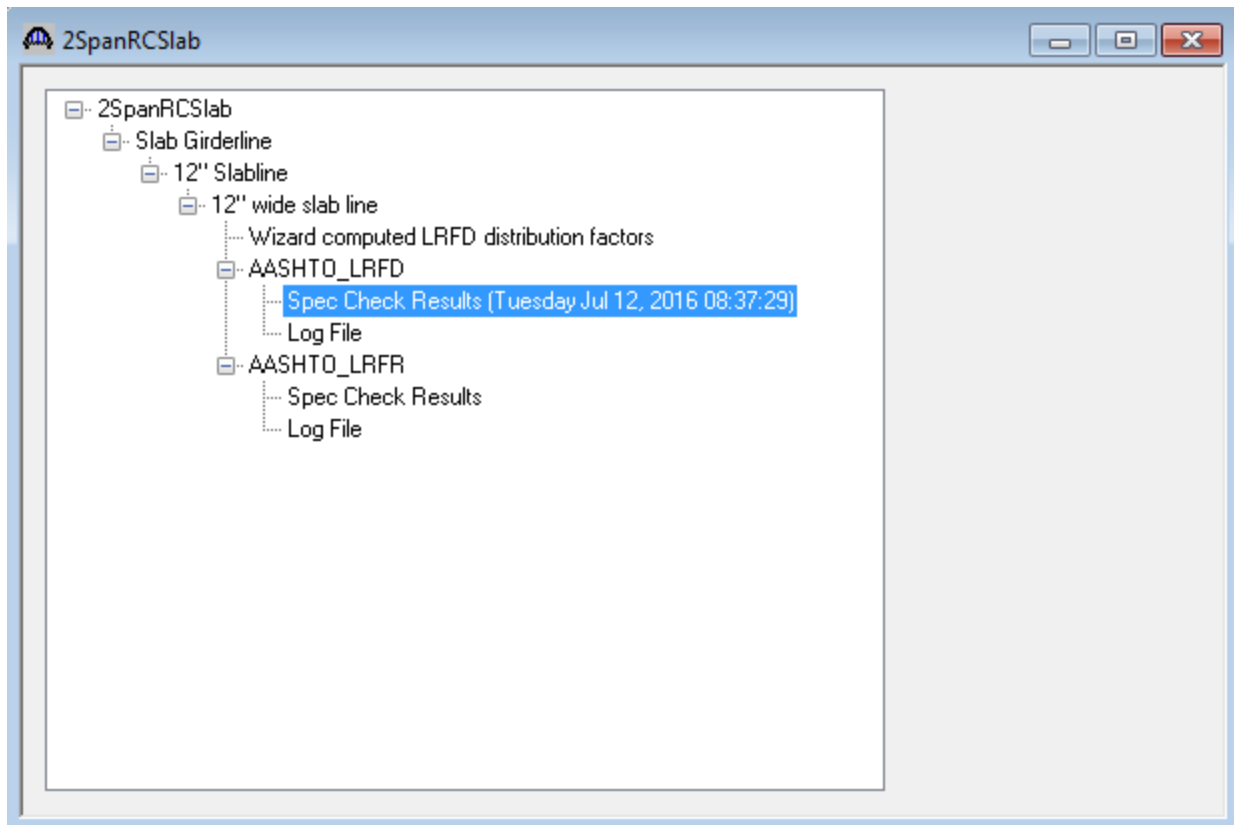 2SpanRCSlab
2SpanRCSlab
Slab Girderline
12'' Slabline
12'' wide slab line
Wizard computed LRFD distribution factors
AASHTO_LRFD
Spec Check Results (Tuesday Jul 12, 2016 08:37:29)
Log File
AASHTO_LRFR
Spec Check Results
Log File